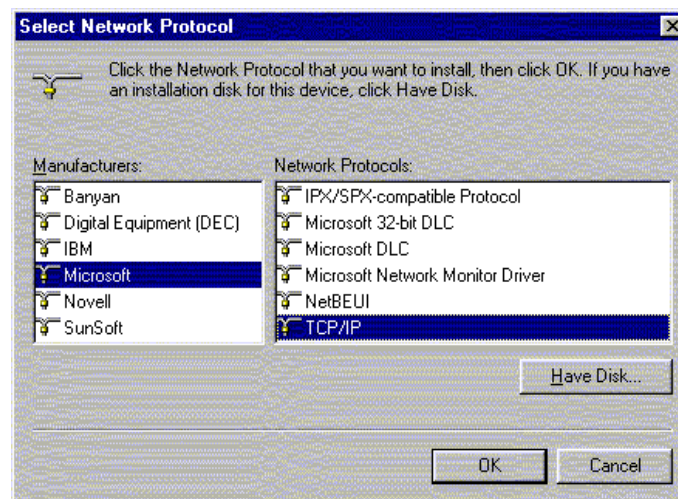 Select Network Protocol
Click the Network Protocol that you want to install, then click OK. If you have
an installation disk for this device, click Have Disk.
Manufacturers:
Banyan
Digital Equipment (DEC)
IBM
Microsoft
Novell
SunSoft
Network Protocols:
IPX/SPX-compatible Protocol
Microsoft 32-bit DLC
Microsoft DLC
Microsoft Network Monitor Driver
NetBEUI
TCP/IP
Have Disk...
OK
Cancel